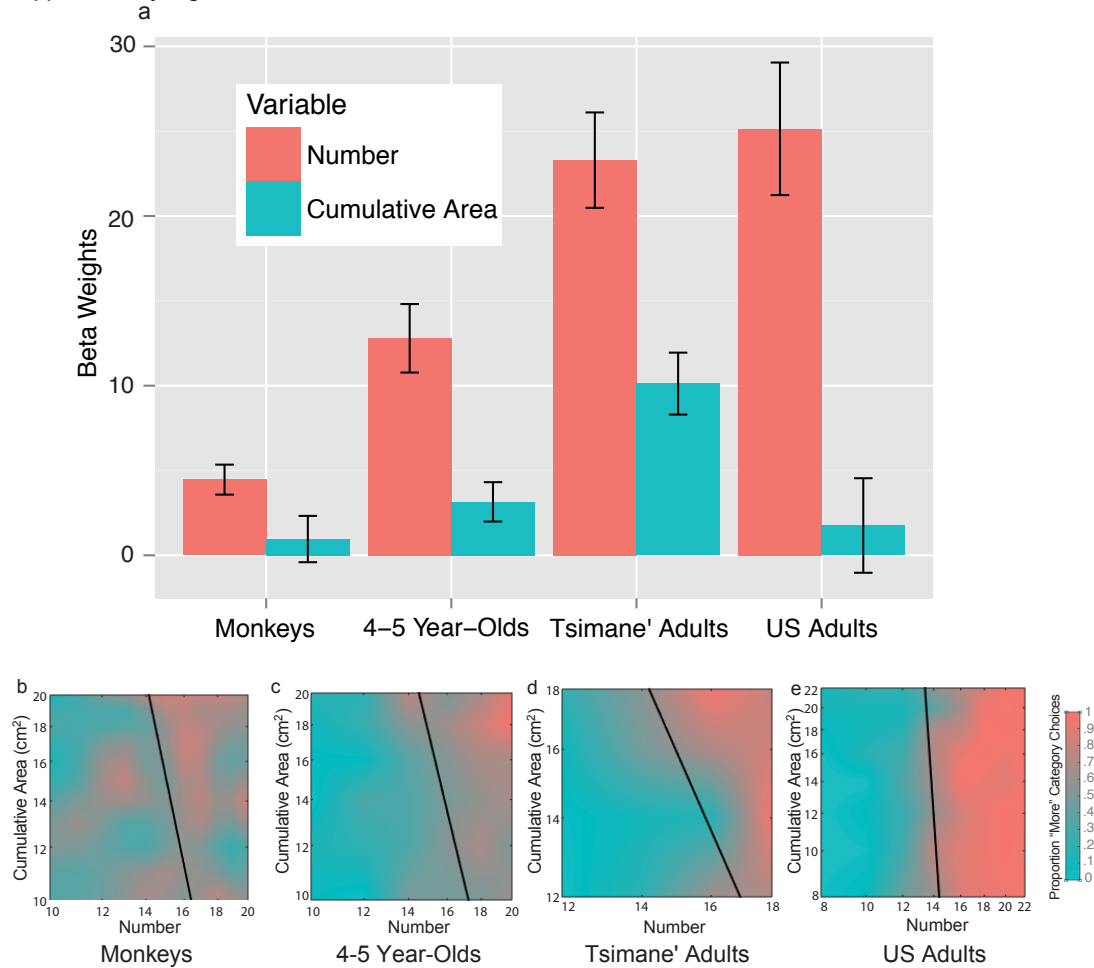 a
30
20
10
0
Beta Weights
Variable
Number
Cumulative Area
Monkeys 4–5 Year–Olds Tsimane' Adults US Adults
b
20
18
16
14
12
10
Cumulative Area (cm²)
10 12 14 16 18 20
Number
Monkeys
c
20
18
16
14
12
10
Cumulative Area (cm²)
10 12 14 16 18 20
Number
4-5 Year-Olds
d
18
16
14
12
Cumulative Area (cm²)
12 14 16 18
Number
Tsimane' Adults
e
22
20
18
16
14
12
10
8
Cumulative Area (cm²)
8 10 12 14 16 18 20 22
Number
US Adults
Proportion "More" Category Choices
1
.9
.8
.7
.6
.5
.4
.3
.2
.1
0